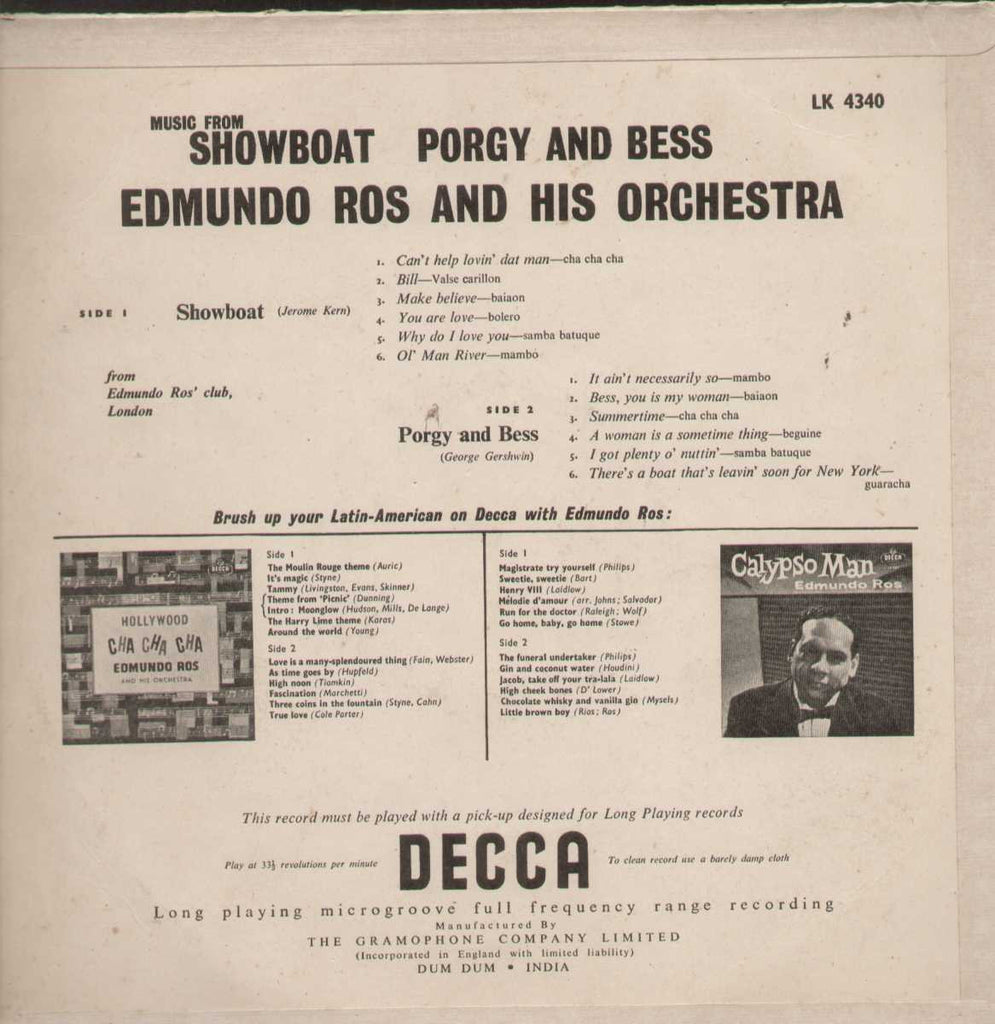 LK 4340
MUSIC FROM
SHOWBOAT PORGY AND BESS
EDMUNDO ROS AND HIS ORCHESTRA
SIDE 1
Showboat (Jerome Kern)
1. Can't help lovin' dat man—cha cha cha
2. Bill—Valse carillon
3. Make believe—baiaon
4. You are love—bolero
5. Why do I love you—samba batuque
6. Ol' Man River—mambo
from
Edmundo Ros' club,
London
SIDE 2
Porgy and Bess
(George Gershwin)
1. It ain't necessarily so—mambo
2. Bess, you is my woman—baiaon
3. Summertime—cha cha cha
4. A woman is a sometime thing—beguine
5. I got plenty o' nuttin'—samba batuque
6. There's a boat that's leavin' soon for New York—
guaracha
Brush up your Latin-American on Decca with Edmundo Ros:
DECCA
HOLLYWOOD
CHA CHA CHA
EDMUNDO ROS
AND HIS ORCHESTRA
Side 1
The Moulin Rouge theme (Auric)
It's magic (Styne)
Tammy (Livingston, Evans, Skinner)
Theme from 'Picnic' (Dunning)
Intro: Moonglow (Hudson, Mills, De Lange)
The Harry Lime theme (Karas)
Around the world (Young)
Side 2
Love is a many-splendoured thing (Fain, Webster)
As time goes by (Hupfeld)
High noon (Tiomkin)
Fascination (Marchetti)
Three coins in the fountain (Styne, Cahn)
True love (Cole Porter)
Side 1
Magistrate try yourself (Philips)
Sweetie, sweetie (Bart)
Henry VIII (Laidlow)
Mélodie d'amour (arr. Johns; Salvador)
Run for the doctor (Raleigh; Wolf)
Go home, baby, go home (Stowe)
Side 2
The funeral undertaker (Philips)
Gin and coconut water (Houdini)
Jacob, take off your tra-lala (Laidlow)
High cheek bones (D' Lower)
Chocolate whisky and vanilla gin (Mysels)
Little brown boy (Rios; Ros)
Calypso Man
DECCA
Edmundo Ros
This record must be played with a pick-up designed for Long Playing records
Play at 33⅓ revolutions per minute
DECCA
To clean record use a barely damp cloth
Long playing microgroove full frequency range recording
Manufactured By
THE GRAMOPHONE COMPANY LIMITED
(Incorporated in England with limited liability)
DUM DUM • INDIA